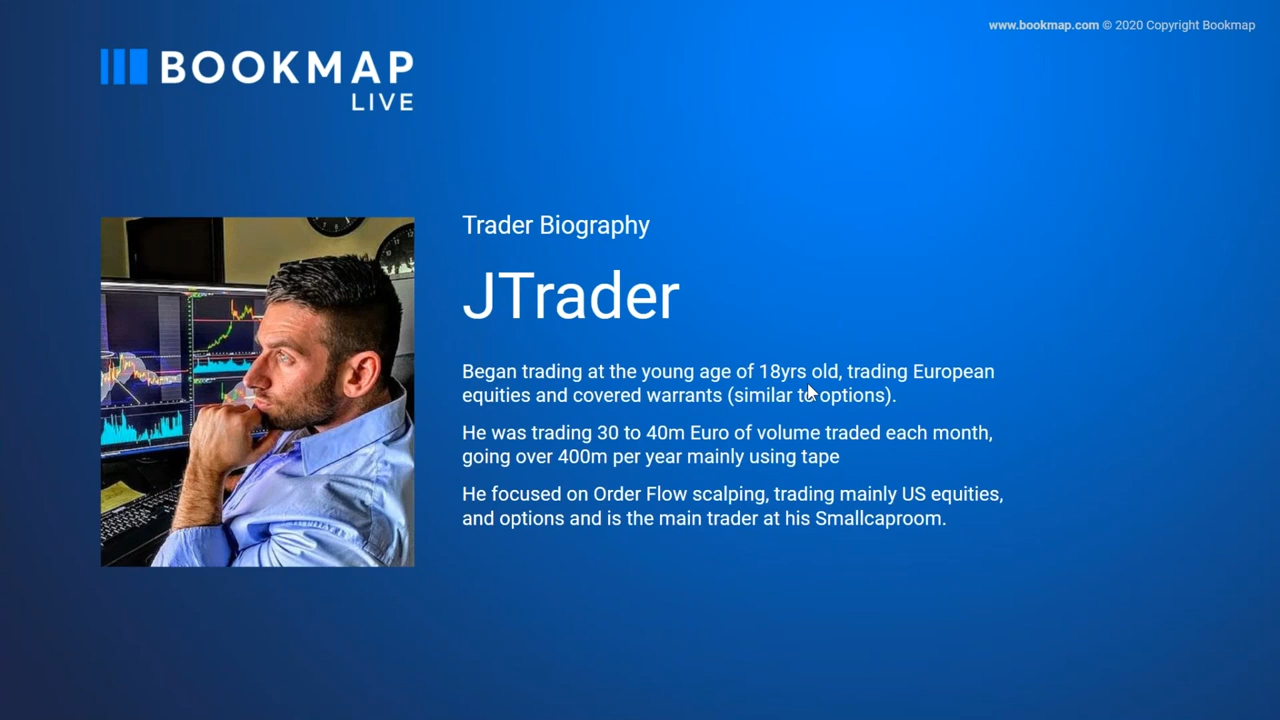 www.bookmap.com © 2020 Copyright Bookmap
BOOKMAP
LIVE
Trader Biography
JTrader
Began trading at the young age of 18yrs old, trading European
equities and covered warrants (similar to options).
He was trading 30 to 40m Euro of volume traded each month,
going over 400m per year mainly using tape
He focused on Order Flow scalping, trading mainly US equities,
and options and is the main trader at his Smallcaproom.